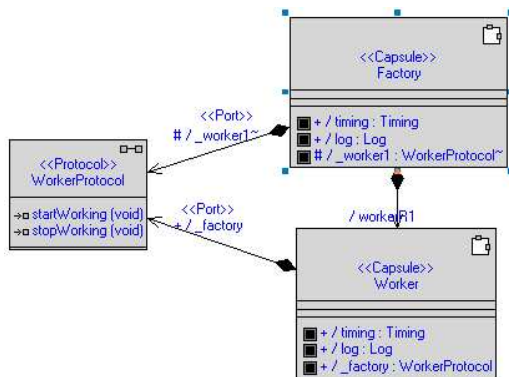 <<Capsule>>
Factory
+ / timing : Timing
+ / log : Log
# / _worker1 : WorkerProtocol~
<<Port>>
# / _worker1~
<<Protocol>>
WorkerProtocol
startWorking (void)
stopWorking (void)
<<Port>>
+ / _factory
/ workerR1
<<Capsule>>
Worker
+ / timing : Timing
+ / log : Log
+ / _factory : WorkerProtocol